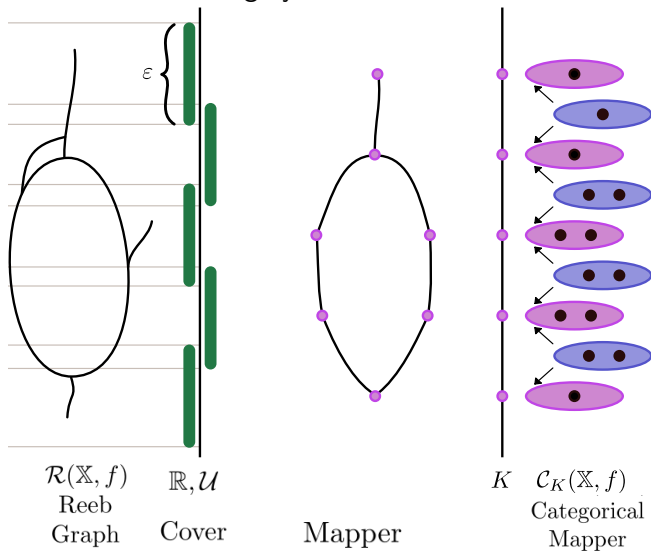 ε
ℛ(𝕏, f)
Reeb
Graph
ℝ, 𝒰
Cover
Mapper
K
𝒞_K(𝕏, f)
Categorical
Mapper